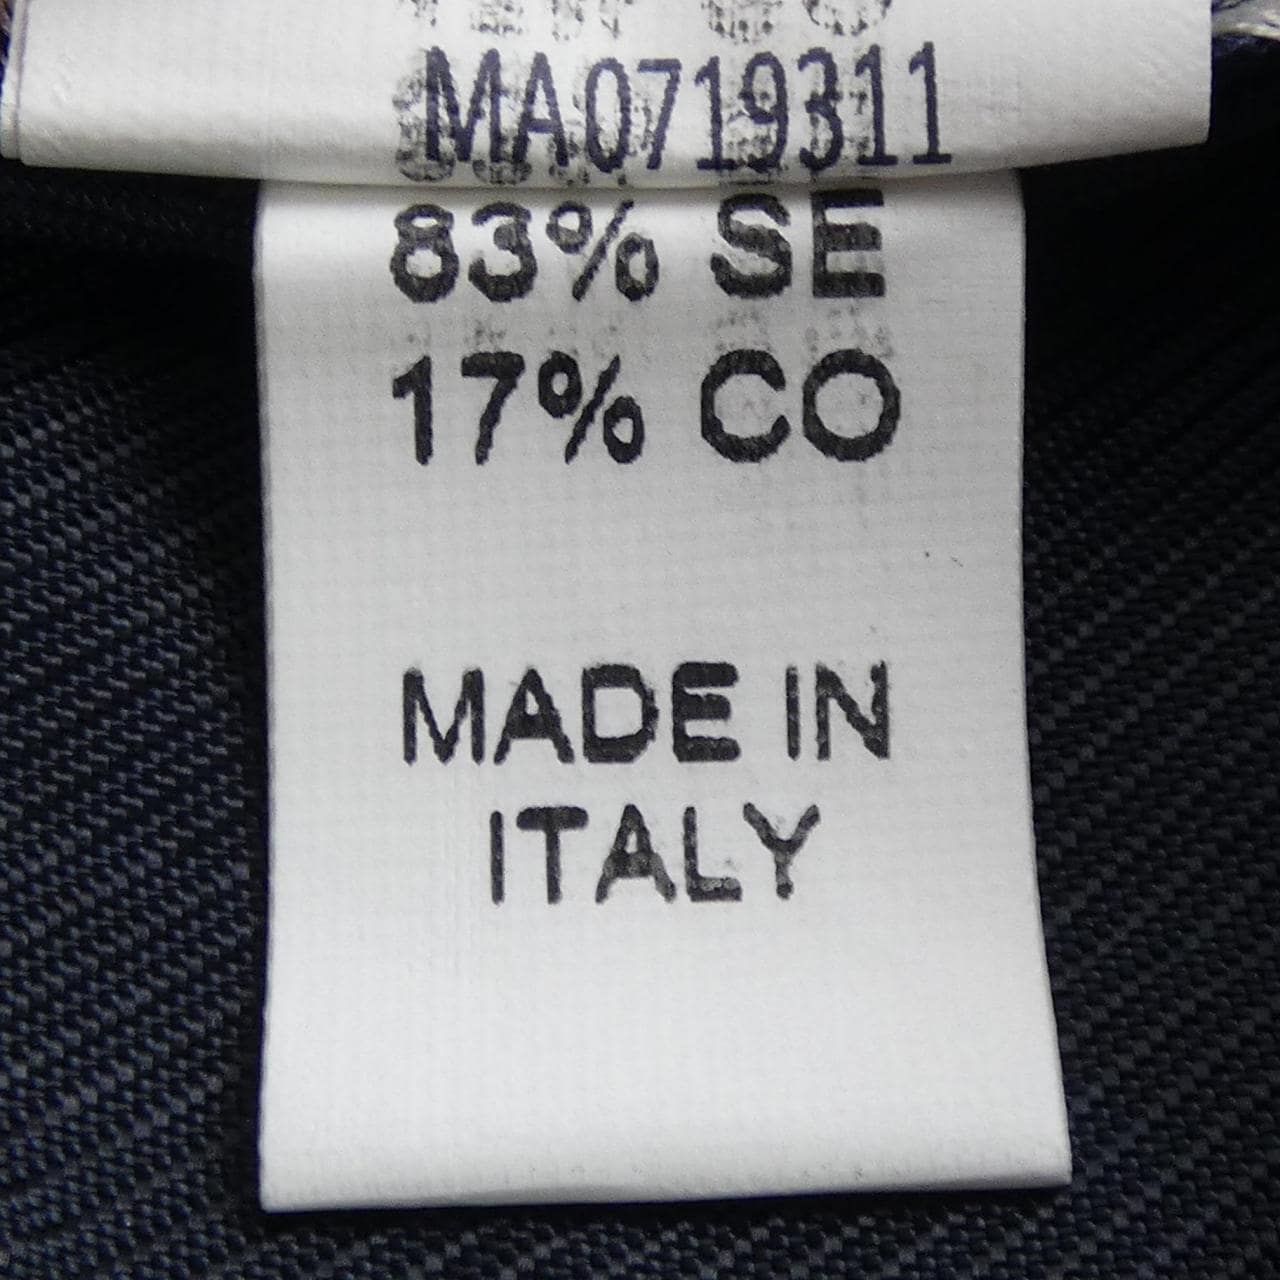 MA0719311
83% SE
17% CO
MADE IN
ITALY